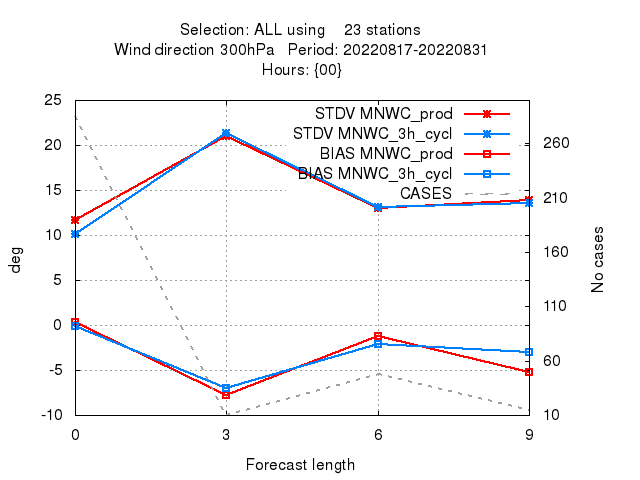 Selection: ALL using 23 stations
Wind direction 300hPa Period: 20220817-20220831
Hours: {00}
25
20
15
10
5
0
-5
-10
deg
STDV MNWC_prod
STDV MNWC_3h_cycl
BIAS MNWC_prod
BIAS MNWC_3h_cycl
CASES
260
210
160
110
60
10
No cases
0 3 6 9
Forecast length